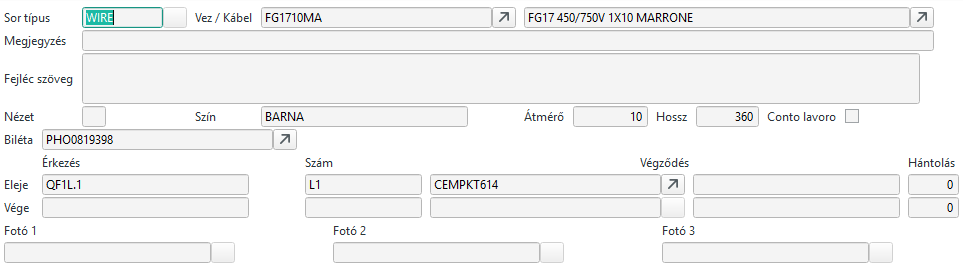 Sor típus WIRE Vez / Kábel FG1710MA FG17 450/750V 1X10 MARRONE
Megjegyzés
Fejléc szöveg
Nézet Szín BARNA Átmérő 10 Hossz 360 Conto lavoro
Biléta PHO0819398
Érkezés Szám Végződés Hántolás
Eleje QF1L.1 L1 CEMPKT614 0
Vége 0
Fotó 1 Fotó 2 Fotó 3